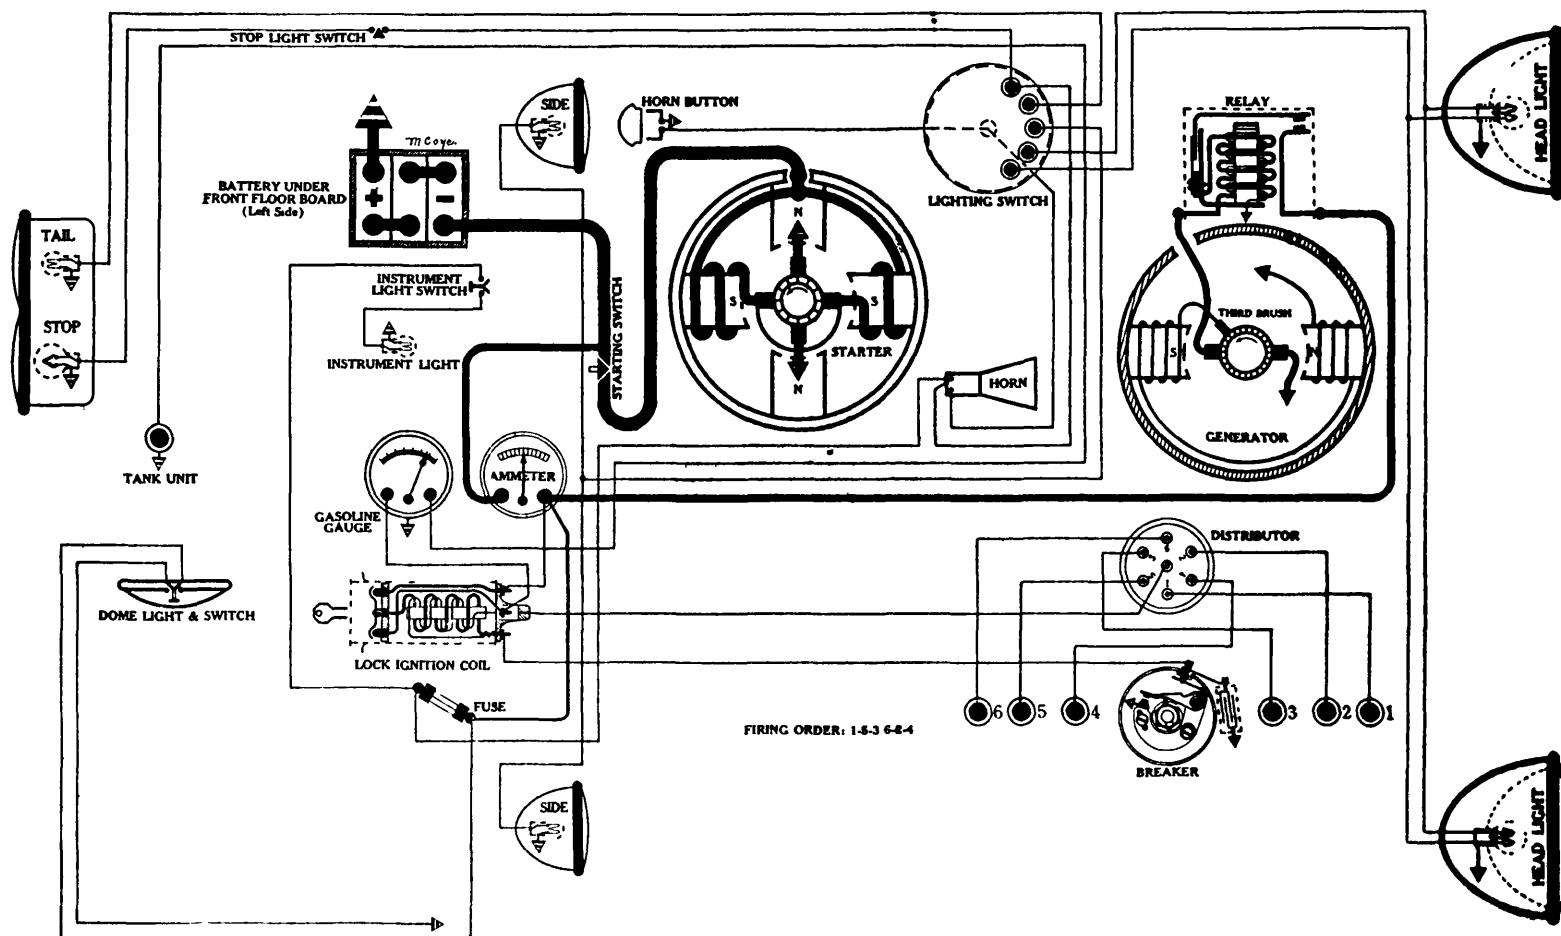 STOP LIGHT SWITCH
SIDE
HORN BUTTON
RELAY
HEAD LIGHT
BATTERY UNDER
FRONT FLOOR BOARD
(Left Side)
+
-
LIGHTING SWITCH
TAIL
STOP
INSTRUMENT
LIGHT SWITCH
INSTRUMENT LIGHT
STARTING SWITCH
N
S
S
N
STARTER
THIRD BRUSH
S
N
GENERATOR
HORN
TANK UNIT
GASOLINE
GAUGE
AMMETER
DISTRIBUTOR
DOME LIGHT & SWITCH
LOCK IGNITION COIL
FUSE
FIRING ORDER: 1-5-3 6-2-4
6
5
4
3
2
1
BREAKER
SIDE
HEAD LIGHT